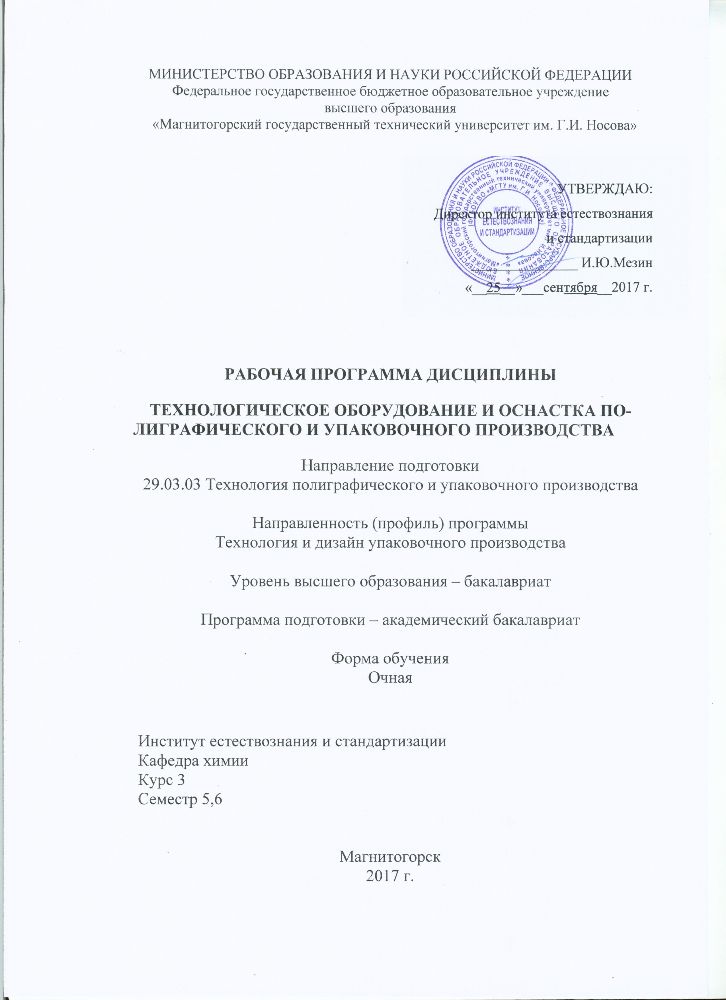 МИНИСТЕРСТВО ОБРАЗОВАНИЯ И НАУКИ РОССИЙСКОЙ ФЕДЕРАЦИИ
Федеральное государственное бюджетное образовательное учреждение
высшего образования
«Магнитогорский государственный технический университет им. Г.И. Носова»
УТВЕРЖДАЮ:
Директор института естествознания
и стандартизации
И.Ю.Мезин
«__25__»___сентября__2017 г.
МИНИСТЕРСТВО ОБРАЗОВАНИЯ И НАУКИ РОССИЙСКОЙ ФЕДЕРАЦИИ * ФЕДЕРАЛЬНОЕ ГОСУДАРСТВЕННОЕ
БЮДЖЕТНОЕ ОБРАЗОВАТЕЛЬНОЕ УЧРЕЖДЕНИЕ ВЫСШЕГО ОБРАЗОВАНИЯ
«Магнитогорский государственный технический университет им. Г.И. Носова»
(ФГБОУ ВО «МГТУ им. Г.И. Носова»)
ИНСТИТУТ
ЕСТЕСТВОЗНАНИЯ
И СТАНДАРТИЗАЦИИ
РАБОЧАЯ ПРОГРАММА ДИСЦИПЛИНЫ
ТЕХНОЛОГИЧЕСКОЕ ОБОРУДОВАНИЕ И ОСНАСТКА ПО-
ЛИГРАФИЧЕСКОГО И УПАКОВОЧНОГО ПРОИЗВОДСТВА
Направление подготовки
29.03.03 Технология полиграфического и упаковочного производства
Направленность (профиль) программы
Технология и дизайн упаковочного производства
Уровень высшего образования – бакалавриат
Программа подготовки – академический бакалавриат
Форма обучения
Очная
Институт естествознания и стандартизации
Кафедра химии
Курс 3
Семестр 5,6
Магнитогорск
2017 г.